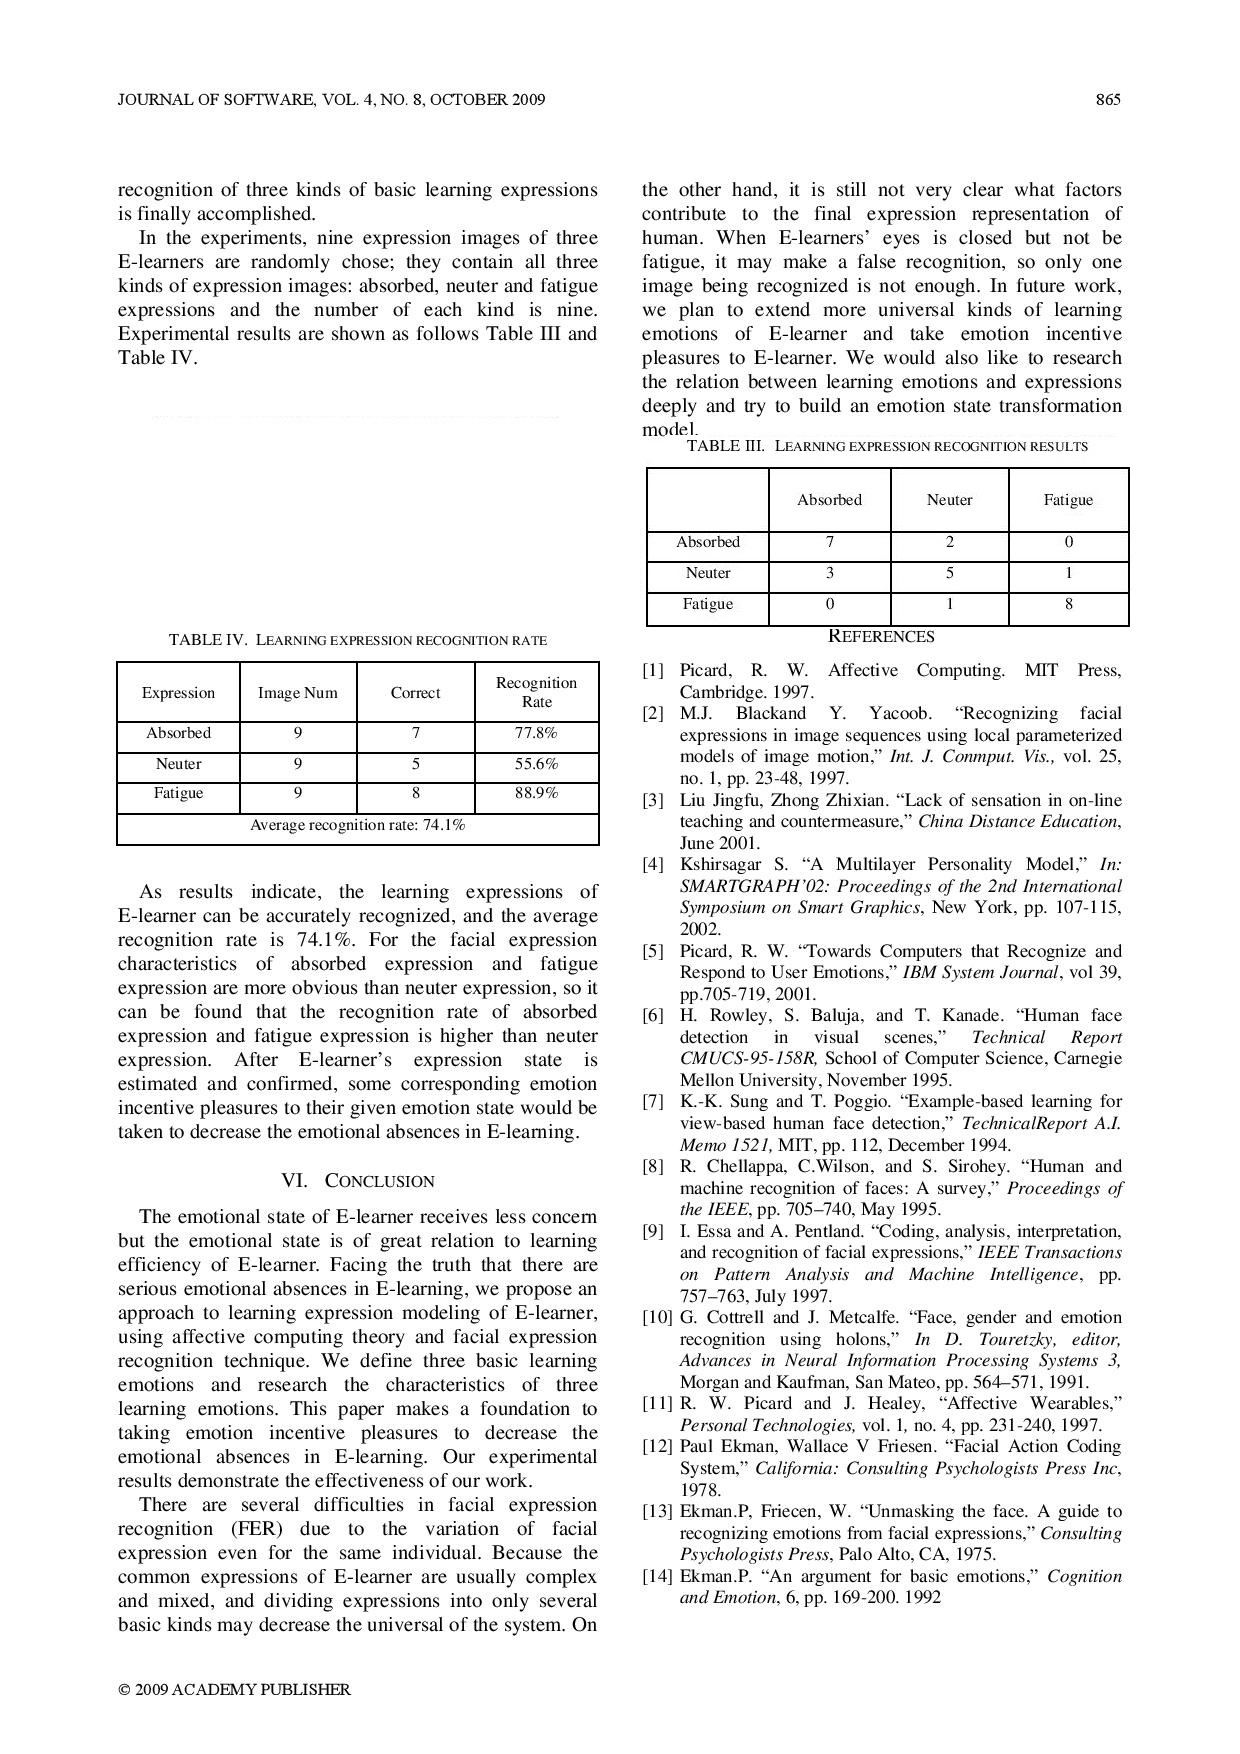 JOURNAL OF SOFTWARE, VOL. 4, NO. 8, OCTOBER 2009 865
recognition of three kinds of basic learning expressions
is finally accomplished.
In the experiments, nine expression images of three
E-learners are randomly chose; they contain all three
kinds of expression images: absorbed, neuter and fatigue
expressions and the number of each kind is nine.
Experimental results are shown as follows Table III and
Table IV.
TABLE IV. LEARNING EXPRESSION RECOGNITION RATE
Expression Image Num Correct Recognition
Rate
Absorbed 9 7 77.8%
Neuter 9 5 55.6%
Fatigue 9 8 88.9%
Average recognition rate: 74.1%
As results indicate, the learning expressions of
E-learner can be accurately recognized, and the average
recognition rate is 74.1%. For the facial expression
characteristics of absorbed expression and fatigue
expression are more obvious than neuter expression, so it
can be found that the recognition rate of absorbed
expression and fatigue expression is higher than neuter
expression. After E-learner's expression state is
estimated and confirmed, some corresponding emotion
incentive pleasures to their given emotion state would be
taken to decrease the emotional absences in E-learning.
VI. CONCLUSION
The emotional state of E-learner receives less concern
but the emotional state is of great relation to learning
efficiency of E-learner. Facing the truth that there are
serious emotional absences in E-learning, we propose an
approach to learning expression modeling of E-learner,
using affective computing theory and facial expression
recognition technique. We define three basic learning
emotions and research the characteristics of three
learning emotions. This paper makes a foundation to
taking emotion incentive pleasures to decrease the
emotional absences in E-learning. Our experimental
results demonstrate the effectiveness of our work.
There are several difficulties in facial expression
recognition (FER) due to the variation of facial
expression even for the same individual. Because the
common expressions of E-learner are usually complex
and mixed, and dividing expressions into only several
basic kinds may decrease the universal of the system. On
the other hand, it is still not very clear what factors
contribute to the final expression representation of
human. When E-learners' eyes is closed but not be
fatigue, it may make a false recognition, so only one
image being recognized is not enough. In future work,
we plan to extend more universal kinds of learning
emotions of E-learner and take emotion incentive
pleasures to E-learner. We would also like to research
the relation between learning emotions and expressions
deeply and try to build an emotion state transformation
model.
TABLE III. LEARNING EXPRESSION RECOGNITION RESULTS
Absorbed Neuter Fatigue
Absorbed 7 2 0
Neuter 3 5 1
Fatigue 0 1 8
REFERENCES
[1] Picard, R. W. Affective Computing. MIT Press,
Cambridge. 1997.
[2] M.J. Blackand Y. Yacoob. “Recognizing facial
expressions in image sequences using local parameterized
models of image motion,” Int. J. Conmput. Vis., vol. 25,
no. 1, pp. 23-48, 1997.
[3] Liu Jingfu, Zhong Zhixian. “Lack of sensation in on-line
teaching and countermeasure,” China Distance Education,
June 2001.
[4] Kshirsagar S. “A Multilayer Personality Model,” In:
SMARTGRAPH’02: Proceedings of the 2nd International
Symposium on Smart Graphics, New York, pp. 107-115,
2002.
[5] Picard, R. W. “Towards Computers that Recognize and
Respond to User Emotions,” IBM System Journal, vol 39,
pp.705-719, 2001.
[6] H. Rowley, S. Baluja, and T. Kanade. “Human face
detection in visual scenes,” Technical Report
CMUCS-95-158R, School of Computer Science, Carnegie
Mellon University, November 1995.
[7] K.-K. Sung and T. Poggio. “Example-based learning for
view-based human face detection,” TechnicalReport A.I.
Memo 1521, MIT, pp. 112, December 1994.
[8] R. Chellappa, C.Wilson, and S. Sirohey. “Human and
machine recognition of faces: A survey,” Proceedings of
the IEEE, pp. 705–740, May 1995.
[9] I. Essa and A. Pentland. “Coding, analysis, interpretation,
and recognition of facial expressions,” IEEE Transactions
on Pattern Analysis and Machine Intelligence, pp.
757–763, July 1997.
[10] G. Cottrell and J. Metcalfe. “Face, gender and emotion
recognition using holons,” In D. Touretzky, editor,
Advances in Neural Information Processing Systems 3,
Morgan and Kaufman, San Mateo, pp. 564–571, 1991.
[11] R. W. Picard and J. Healey, “Affective Wearables,”
Personal Technologies, vol. 1, no. 4, pp. 231-240, 1997.
[12] Paul Ekman, Wallace V Friesen. “Facial Action Coding
System,” California: Consulting Psychologists Press Inc,
1978.
[13] Ekman.P, Friecen, W. “Unmasking the face. A guide to
recognizing emotions from facial expressions,” Consulting
Psychologists Press, Palo Alto, CA, 1975.
[14] Ekman.P. “An argument for basic emotions,” Cognition
and Emotion, 6, pp. 169-200. 1992
© 2009 ACADEMY PUBLISHER